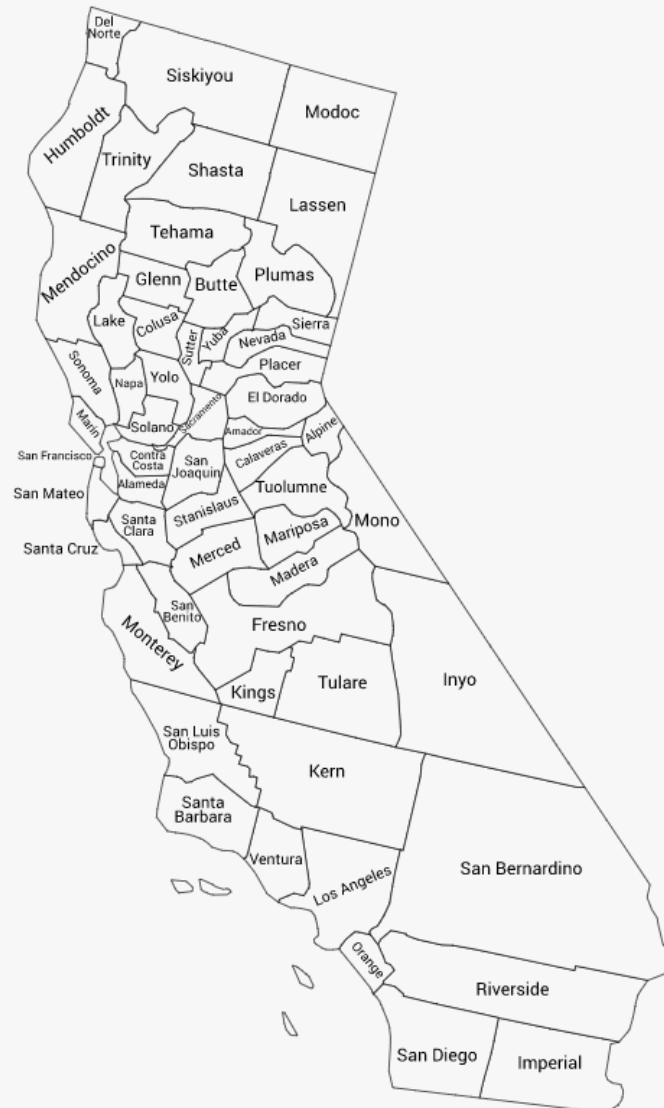 Del
Norte
Siskiyou
Modoc
Humboldt
Trinity
Shasta
Lassen
Tehama
Mendocino
Glenn
Butte
Plumas
Lake
Colusa
Sutter
Yuba
Sierra
Nevada
Placer
Sonoma
Napa
Yolo
El Dorado
Marin
Solano
Sacramento
Amador
Alpine
San Francisco
Contra
Costa
San
Joaquin
Calaveras
Alameda
Tuolumne
San Mateo
Santa
Clara
Stanislaus
Mono
Santa Cruz
Merced
Mariposa
Madera
San
Benito
Monterey
Fresno
Kings
Tulare
Inyo
San Luis
Obispo
Kern
Santa
Barbara
Ventura
Los Angeles
San Bernardino
Orange
Riverside
San Diego
Imperial